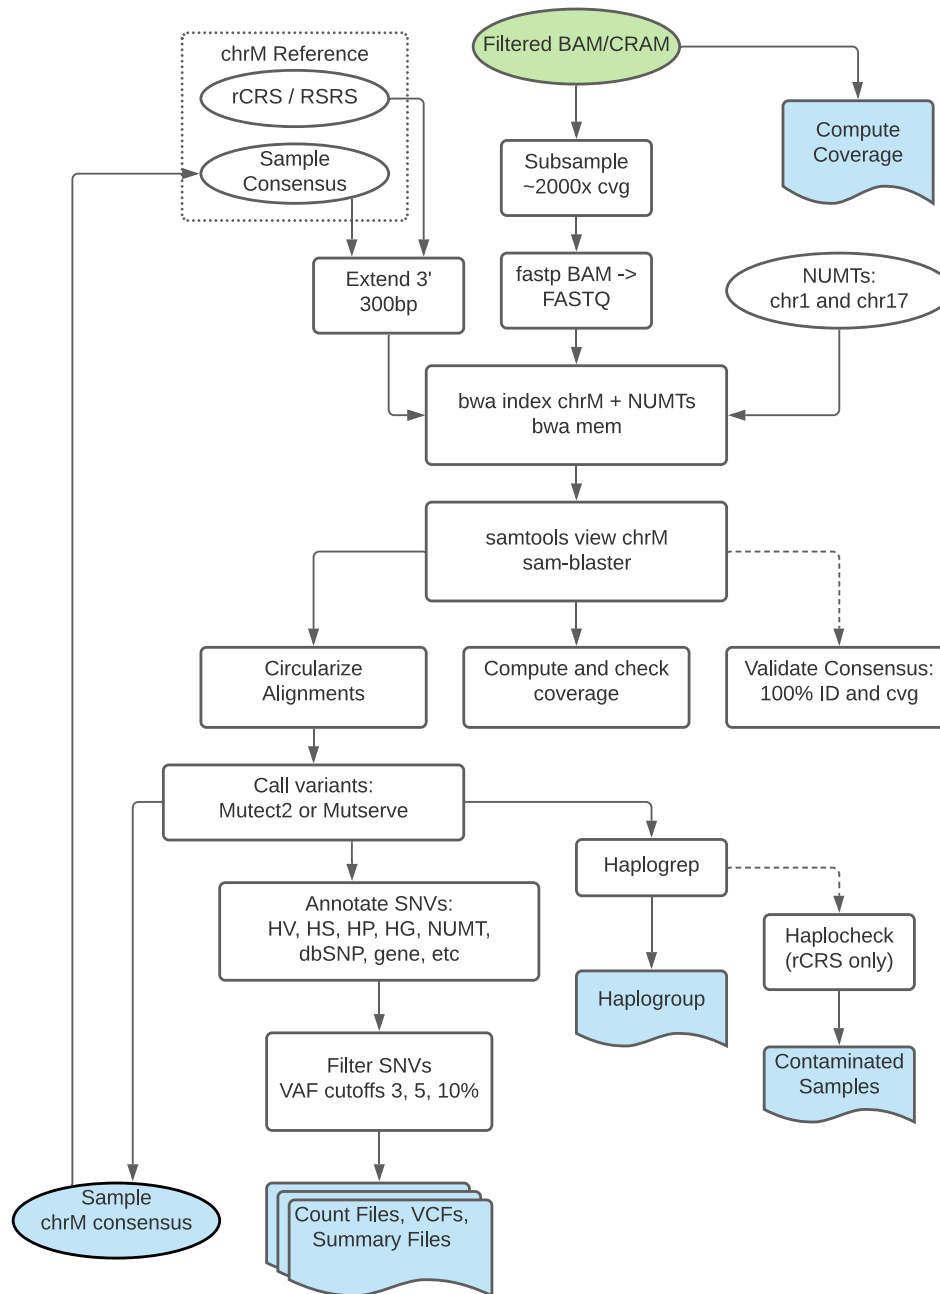 Filtered BAM/CRAM
chrM Reference
rCRS / RSRS
Sample
Consensus
Compute
Coverage
Subsample
~2000x cvg
Extend 3'
300bp
fastp BAM ->
FASTQ
NUMTs:
chr1 and chr17
bwa index chrM + NUMTs
bwa mem
samtools view chrM
sam-blaster
Circularize
Alignments
Compute and check
coverage
Validate Consensus:
100% ID and cvg
Call variants:
Mutect2 or Mutserve
Haplogrep
Annotate SNVs:
HV, HS, HP, HG, NUMT,
dbSNP, gene, etc
Haplocheck
(rCRS only)
Haplogroup
Filter SNVs
VAF cutoffs 3, 5, 10%
Contaminated
Samples
Sample
chrM consensus
Count Files, VCFs,
Summary Files